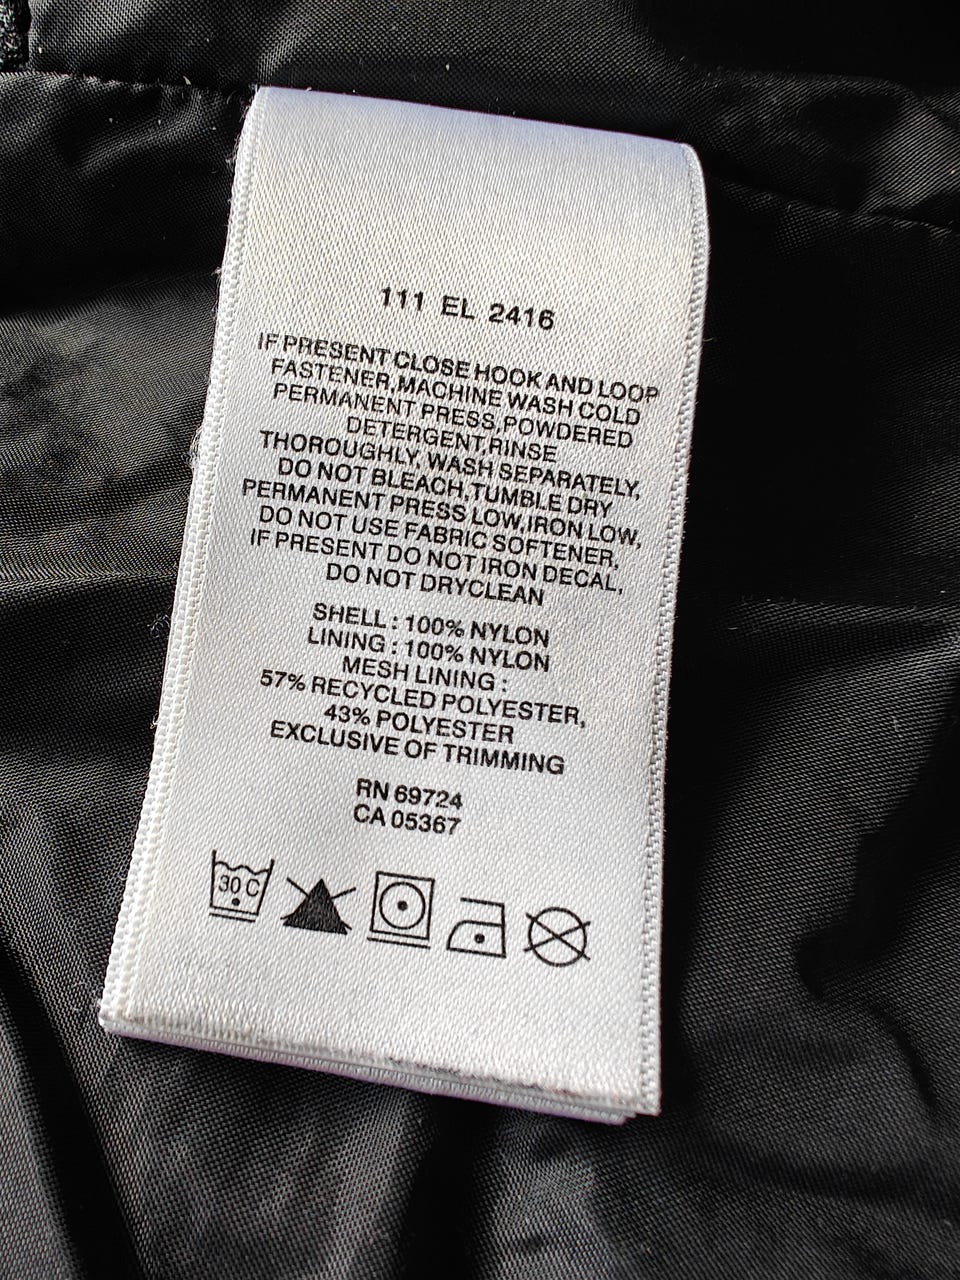 111 EL 2416
IF PRESENT CLOSE HOOK AND LOOP
FASTENER,MACHINE WASH COLD
PERMANENT PRESS,POWDERED
DETERGENT,RINSE
THOROUGHLY, WASH SEPARATELY,
DO NOT BLEACH,TUMBLE DRY
PERMANENT PRESS LOW,IRON LOW,
DO NOT USE FABRIC SOFTENER,
IF PRESENT DO NOT IRON DECAL,
DO NOT DRYCLEAN
SHELL : 100% NYLON
LINING : 100% NYLON
MESH LINING :
57% RECYCLED POLYESTER,
43% POLYESTER
EXCLUSIVE OF TRIMMING
RN 69724
CA 05367
30 C